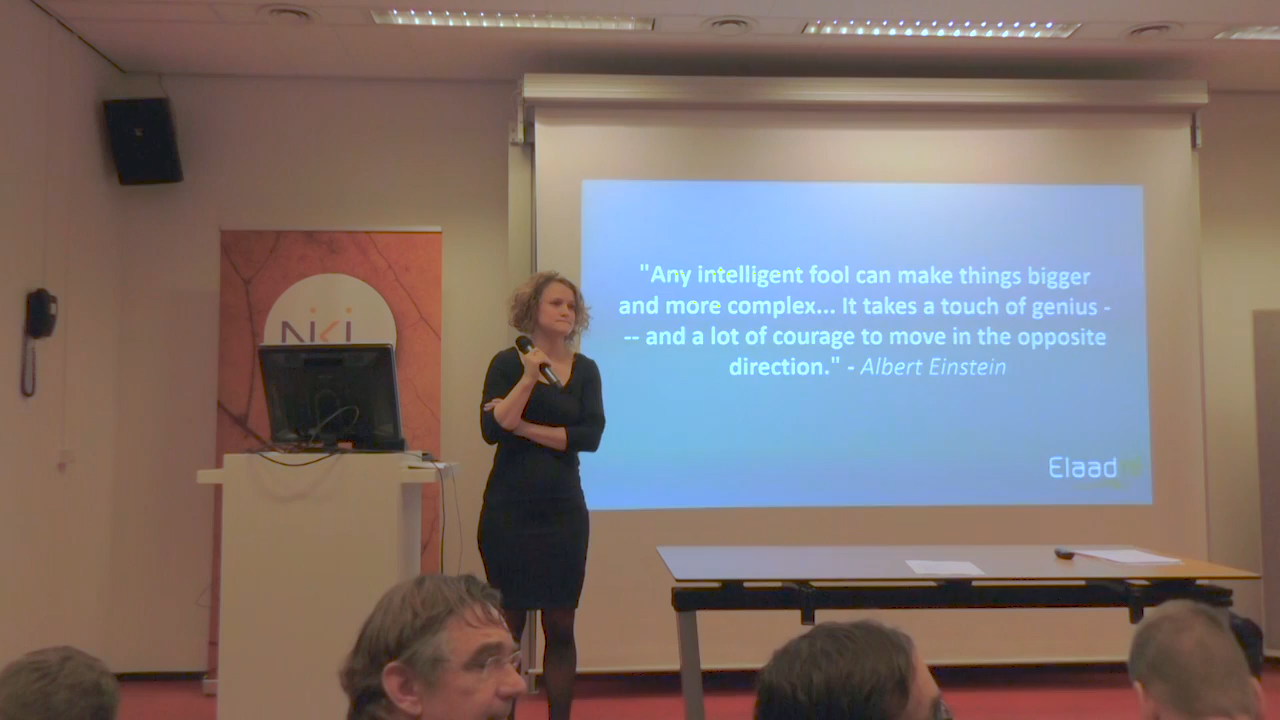 "Any intelligent fool can make things bigger
and more complex... It takes a touch of genius -
-- and a lot of courage to move in the opposite
direction." - Albert Einstein
Elaad